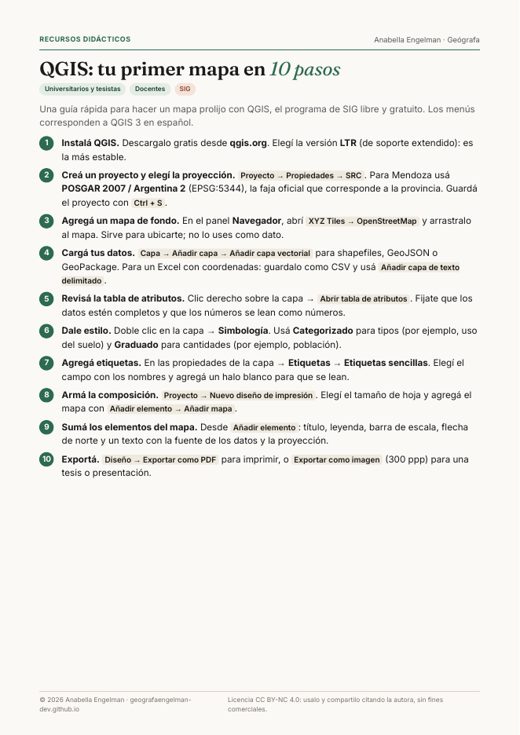 RECURSOS DIDÁCTICOS
Anabella Engelman · Geógrafa
QGIS: tu primer mapa en 10 pasos
Universitarios y tesistas Docentes SIG
Una guía rápida para hacer un mapa prolijo con QGIS, el programa de SIG libre y gratuito. Los menús
corresponden a QGIS 3 en español.
1 Instalá QGIS. Descargalo gratis desde qgis.org. Elegí la versión LTR (de soporte extendido): es
la más estable.
2 Creá un proyecto y elegí la proyección. Proyecto → Propiedades → SRC . Para Mendoza usá
POSGAR 2007 / Argentina 2 (EPSG:5344), la faja oficial que corresponde a la provincia. Guardá
el proyecto con Ctrl + S .
3 Agregá un mapa de fondo. En el panel Navegador, abrí XYZ Tiles → OpenStreetMap y arrastralo
al mapa. Sirve para ubicarte; no lo uses como dato.
4 Cargá tus datos. Capa → Añadir capa → Añadir capa vectorial para shapefiles, GeoJSON o
GeoPackage. Para un Excel con coordenadas: guardalo como CSV y usá Añadir capa de texto
delimitado .
5 Revisá la tabla de atributos. Clic derecho sobre la capa → Abrir tabla de atributos . Fijate que los
datos estén completos y que los números se lean como números.
6 Dale estilo. Doble clic en la capa → Simbología. Usá Categorizado para tipos (por ejemplo, uso
del suelo) y Graduado para cantidades (por ejemplo, población).
7 Agregá etiquetas. En las propiedades de la capa → Etiquetas → Etiquetas sencillas. Elegí el
campo con los nombres y agregá un halo blanco para que se lean.
8 Armá la composición. Proyecto → Nuevo diseño de impresión . Elegí el tamaño de hoja y agregá el
mapa con Añadir elemento → Añadir mapa .
9 Sumá los elementos del mapa. Desde Añadir elemento : título, leyenda, barra de escala, flecha
de norte y un texto con la fuente de los datos y la proyección.
10 Exportá. Diseño → Exportar como PDF para imprimir, o Exportar como imagen (300 ppp) para una
tesis o presentación.
© 2026 Anabella Engelman · geografaengelman-
dev.github.io
Licencia CC BY-NC 4.0: usalo y compartilo citando la autora, sin fines
comerciales.